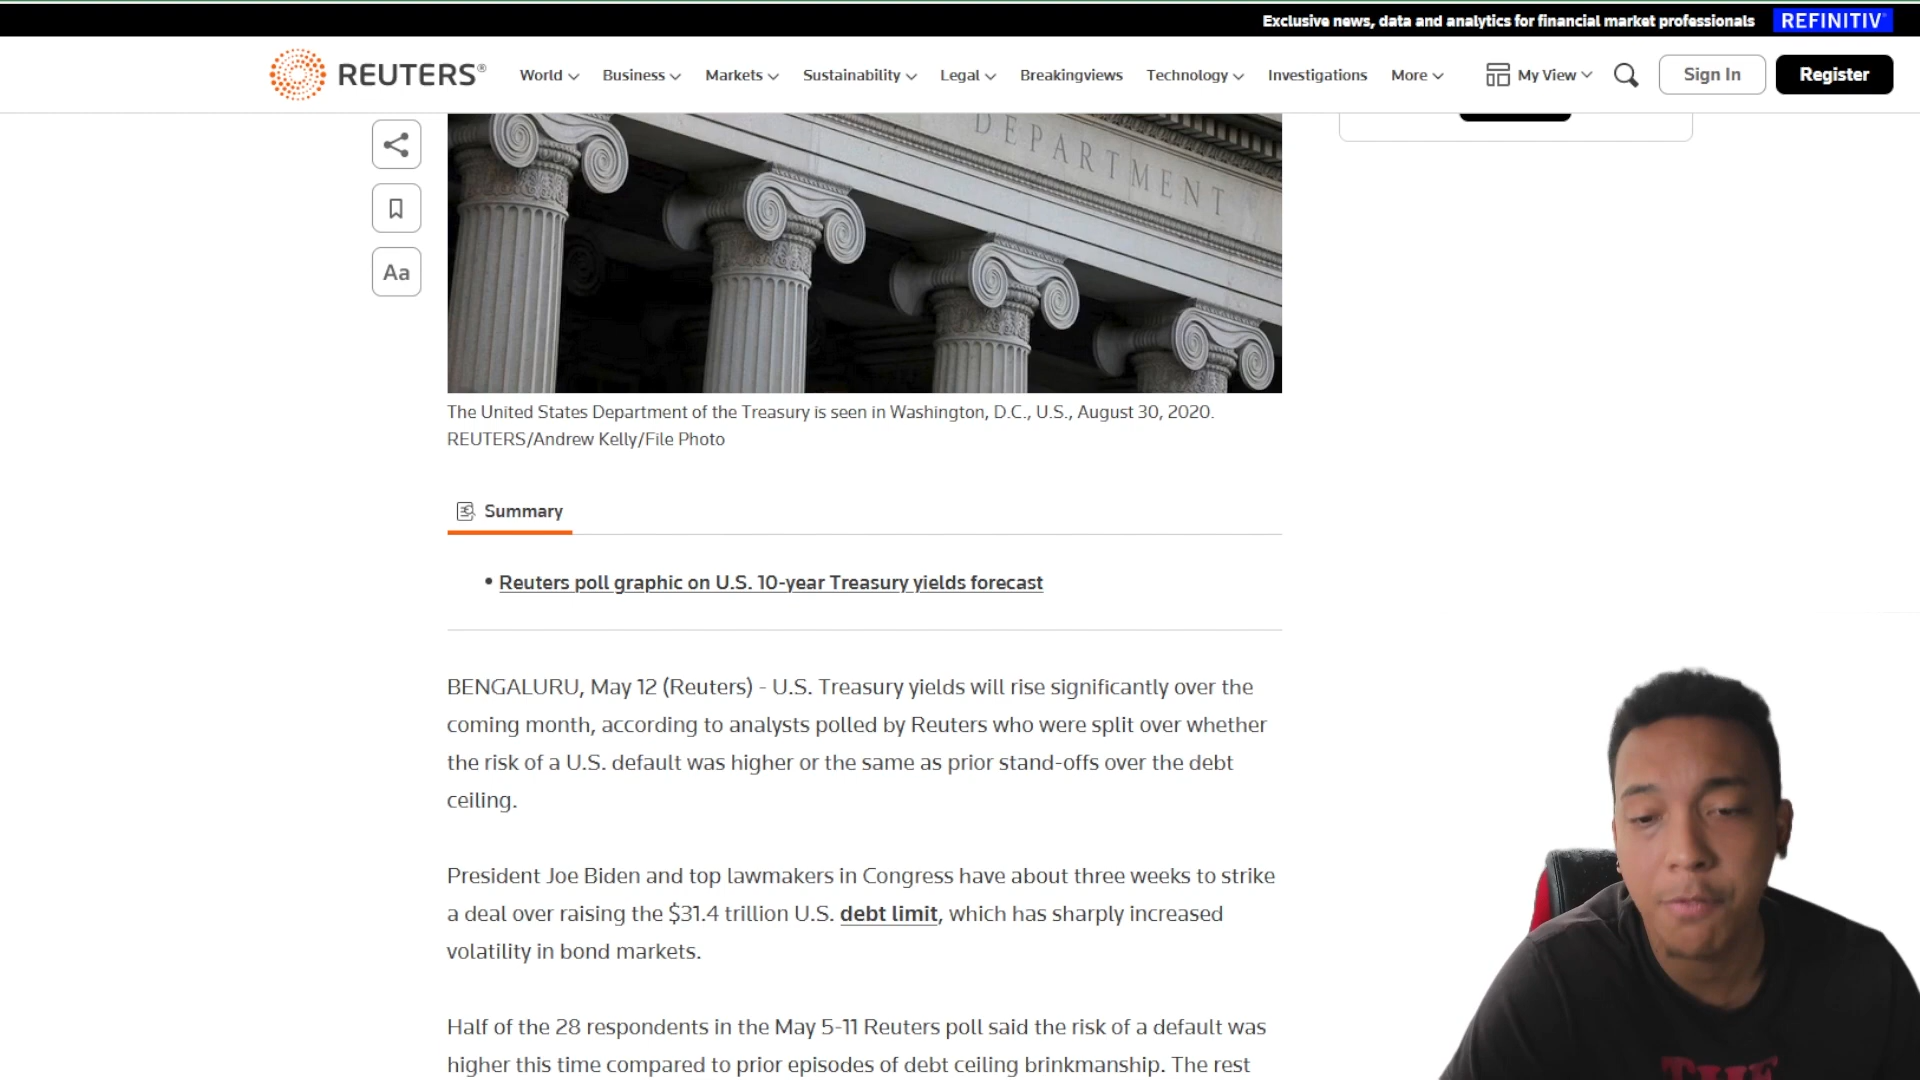 Exclusive news, data and analytics for financial market professionals REFINITIV
REUTERS® World Business Markets Sustainability Legal Breakingviews Technology Investigations More My View Sign In Register
DEPARTMENT
Aa
The United States Department of the Treasury is seen in Washington, D.C., U.S., August 30, 2020.
REUTERS/Andrew Kelly/File Photo
Summary
• Reuters poll graphic on U.S. 10-year Treasury yields forecast
BENGALURU, May 12 (Reuters) - U.S. Treasury yields will rise significantly over the
coming month, according to analysts polled by Reuters who were split over whether
the risk of a U.S. default was higher or the same as prior stand-offs over the debt
ceiling.
President Joe Biden and top lawmakers in Congress have about three weeks to strike
a deal over raising the $31.4 trillion U.S. debt limit, which has sharply increased
volatility in bond markets.
Half of the 28 respondents in the May 5-11 Reuters poll said the risk of a default was
higher this time compared to prior episodes of debt ceiling brinkmanship. The rest
THE